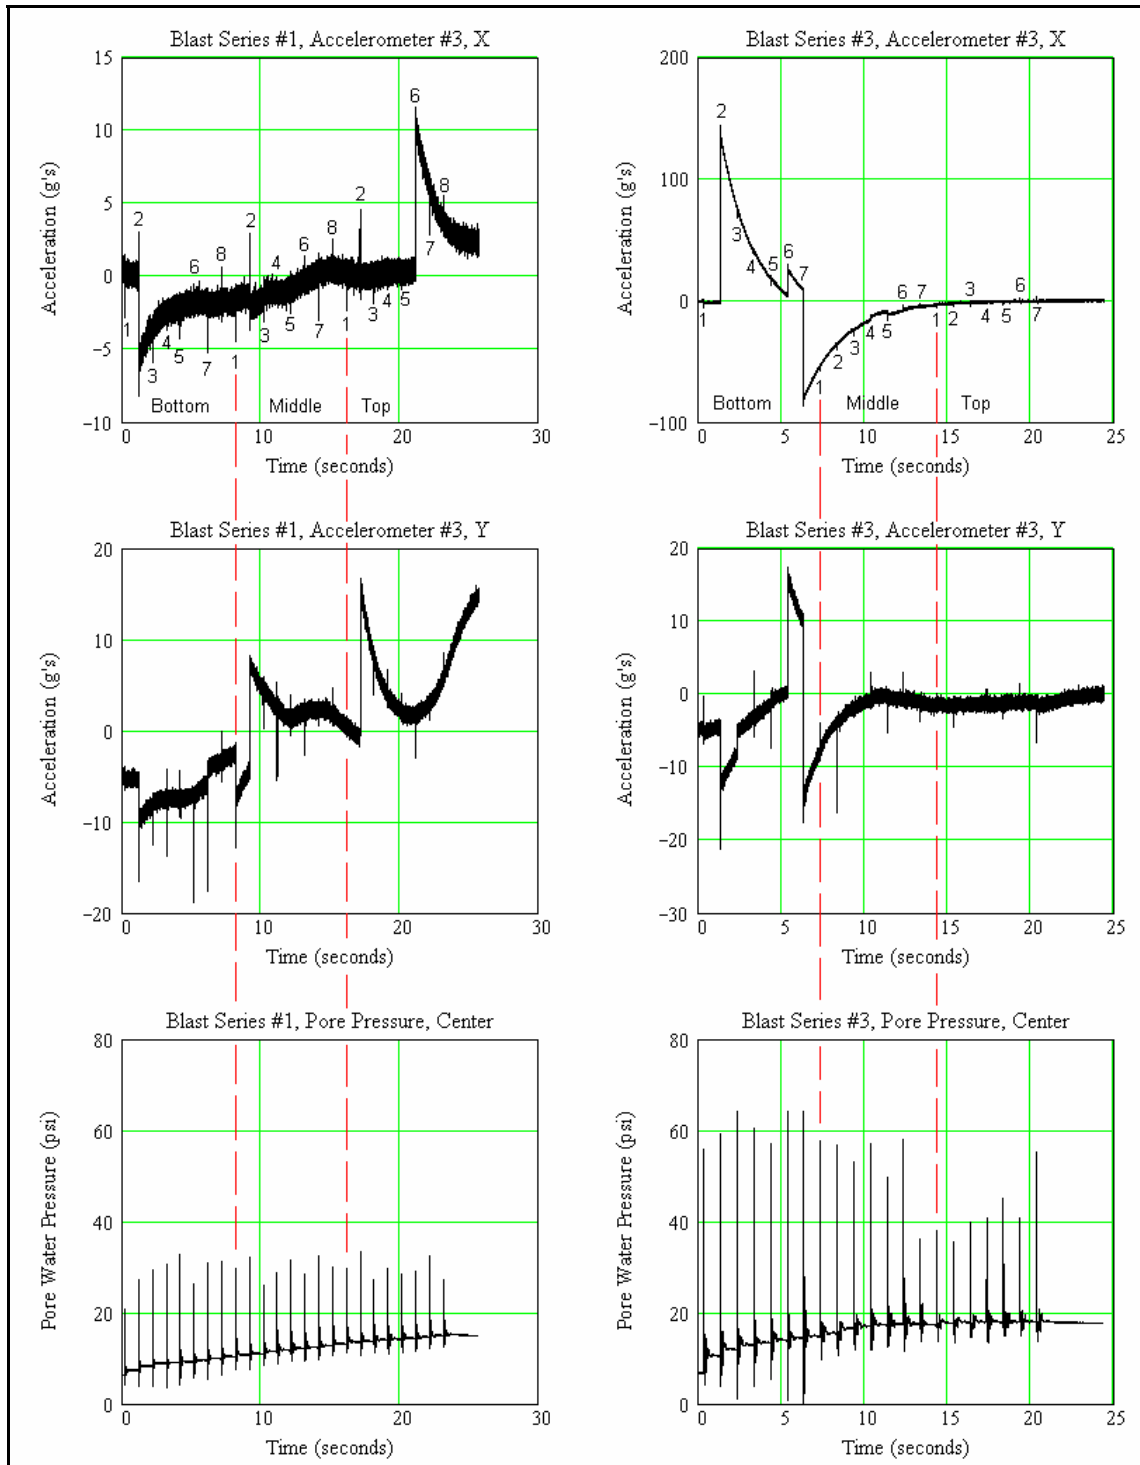 Blast Series #1, Accelerometer #3, X
Acceleration (g's)
15
10
5
0
−5
−10
1
2
3
4
5
6
7
8
1
2
3
4
5
6
7
8
1
2
3
4
5
6
7
8
Bottom
Middle
Top
0 10 20 30
Time (seconds)
Blast Series #3, Accelerometer #3, X
Acceleration (g's)
200
100
0
−100
1
2
3
4
5
6
7
1
2
3
4
5
6
7
1
2
3
4
5
6
7
Bottom
Middle
Top
0 5 10 15 20 25
Time (seconds)
Blast Series #1, Accelerometer #3, Y
Acceleration (g's)
20
10
0
−10
−20
0 10 20 30
Time (seconds)
Blast Series #3, Accelerometer #3, Y
Acceleration (g's)
20
10
0
−10
−20
−30
0 5 10 15 20 25
Time (seconds)
Blast Series #1, Pore Pressure, Center
Pore Water Pressure (psi)
80
60
40
20
0
0 10 20 30
Time (seconds)
Blast Series #3, Pore Pressure, Center
Pore Water Pressure (psi)
80
60
40
20
0
0 5 10 15 20 25
Time (seconds)